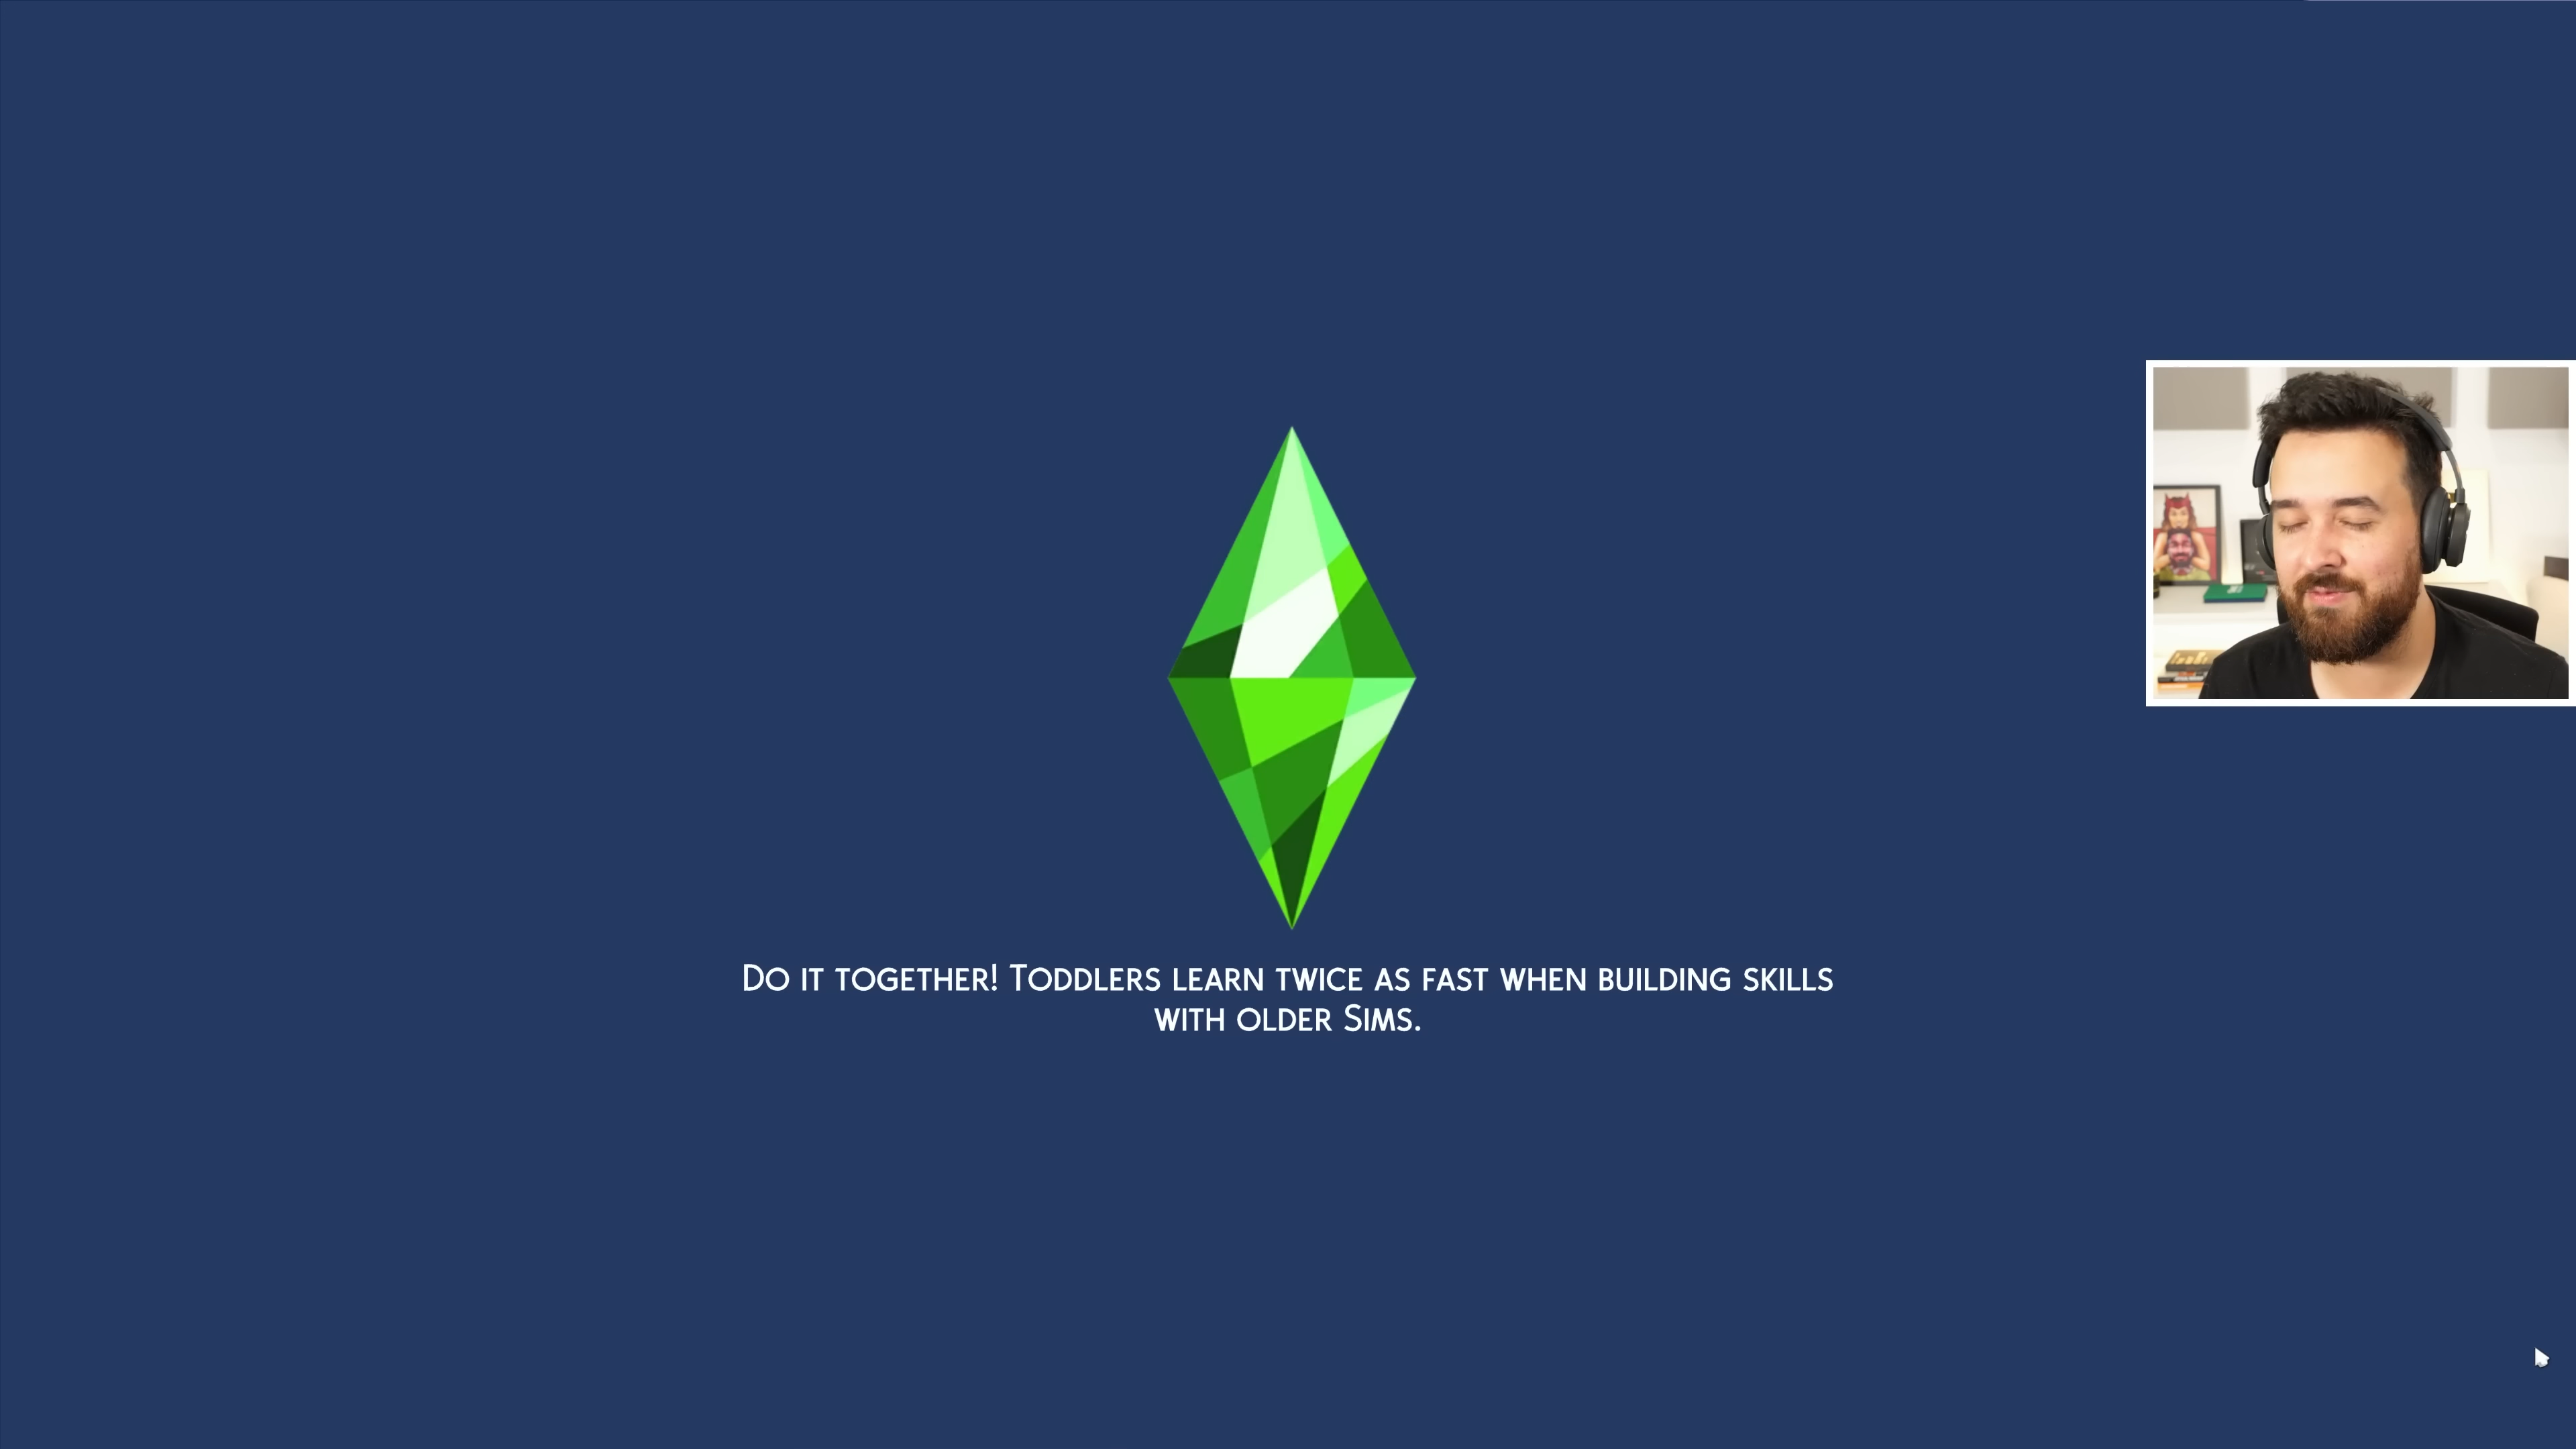 Do it together! Toddlers learn twice as fast when building skills
with older Sims.